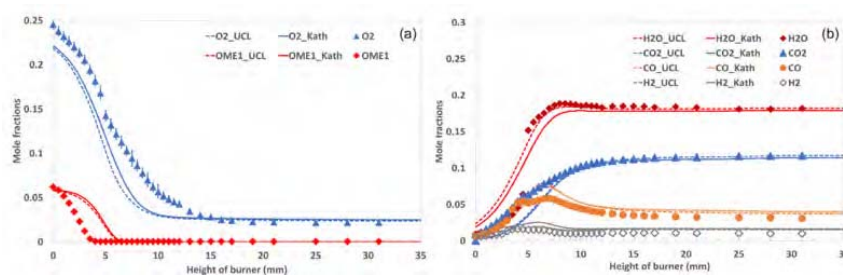 0.25
0.2
0.15
0.1
0.05
0
0 5 10 15 20 25 30 35
Mole fractions
Height of burner (mm)
(a)
O2_UCL O2_Kath O2
OME1_UCL OME1_Kath OME1
0.3
0.25
0.2
0.15
0.1
0.05
0
0 5 10 15 20 25 30 35
Mole fractions
Height of burner (mm)
(b)
H2O_UCL H2O_Kath H2O
CO2_UCL CO2_Kath CO2
CO_UCL CO_Kath CO
H2_UCL H2_Kath H2